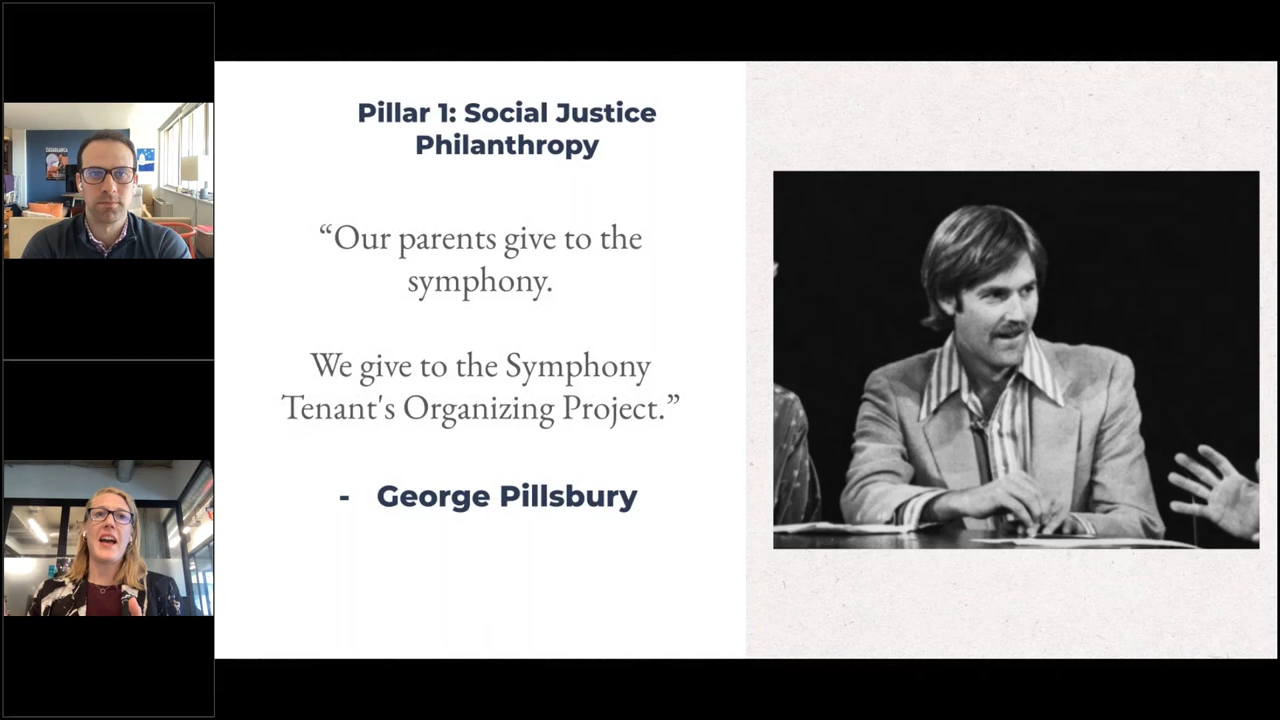 Pillar 1: Social Justice
Philanthropy
“Our parents give to the
symphony.
We give to the Symphony
Tenant's Organizing Project.”
- George Pillsbury
CASABLANCA